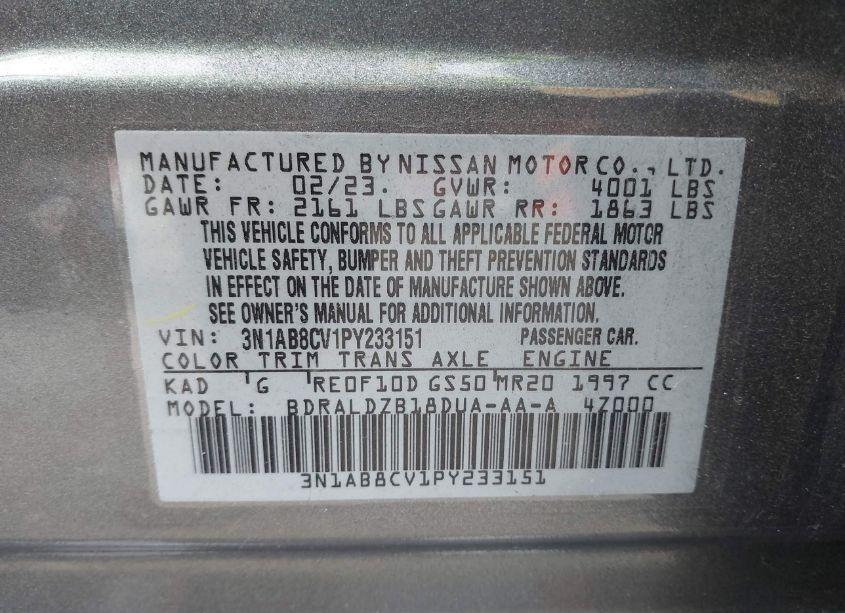 MANUFACTURED BY NISSAN MOTOR CO., LTD.
DATE: 02/23. GVWR: 4001 LBS
GAWR FR: 2161 LBS GAWR RR: 1863 LBS
THIS VEHICLE CONFORMS TO ALL APPLICABLE FEDERAL MOTOR
VEHICLE SAFETY, BUMPER AND THEFT PREVENTION STANDARDS
IN EFFECT ON THE DATE OF MANUFACTURE SHOWN ABOVE.
SEE OWNER'S MANUAL FOR ADDITIONAL INFORMATION.
VIN: 3N1AB8CV1PY233151 PASSENGER CAR.
COLOR TRIM TRANS AXLE ENGINE
KAD G RE0F10D GS50 MR20 1997 CC
MODEL: BDRALDZB18DUA-AA-A 4Z000
3N1AB8CV1PY233151